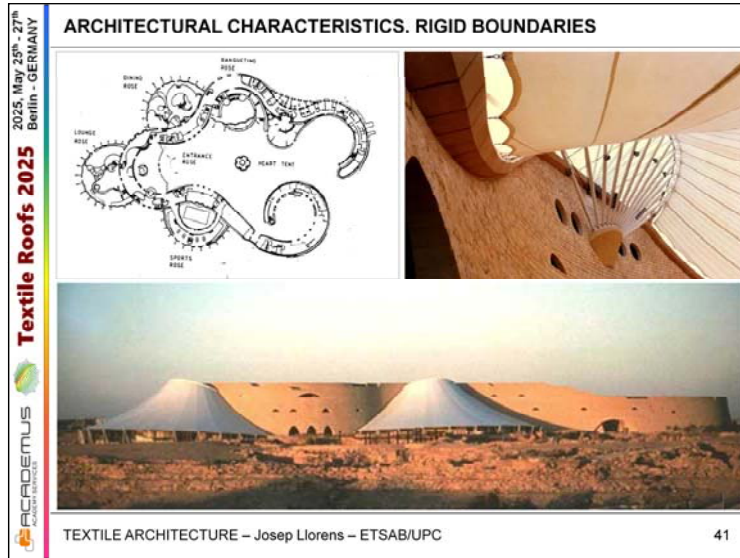 ARCHITECTURAL CHARACTERISTICS. RIGID BOUNDARIES
2025, May 25th - 27th
Berlin - GERMANY
Textile Roofs 2025
ACADEMUS
ACADEMY SERVICES
BANQUETING
ROSE
DINING
ROSE
LOUNGE
ROSE
ENTRANCE
HEART TENT
SPORTS
ROSE
TEXTILE ARCHITECTURE – Josep Llorens – ETSAB/UPC
41